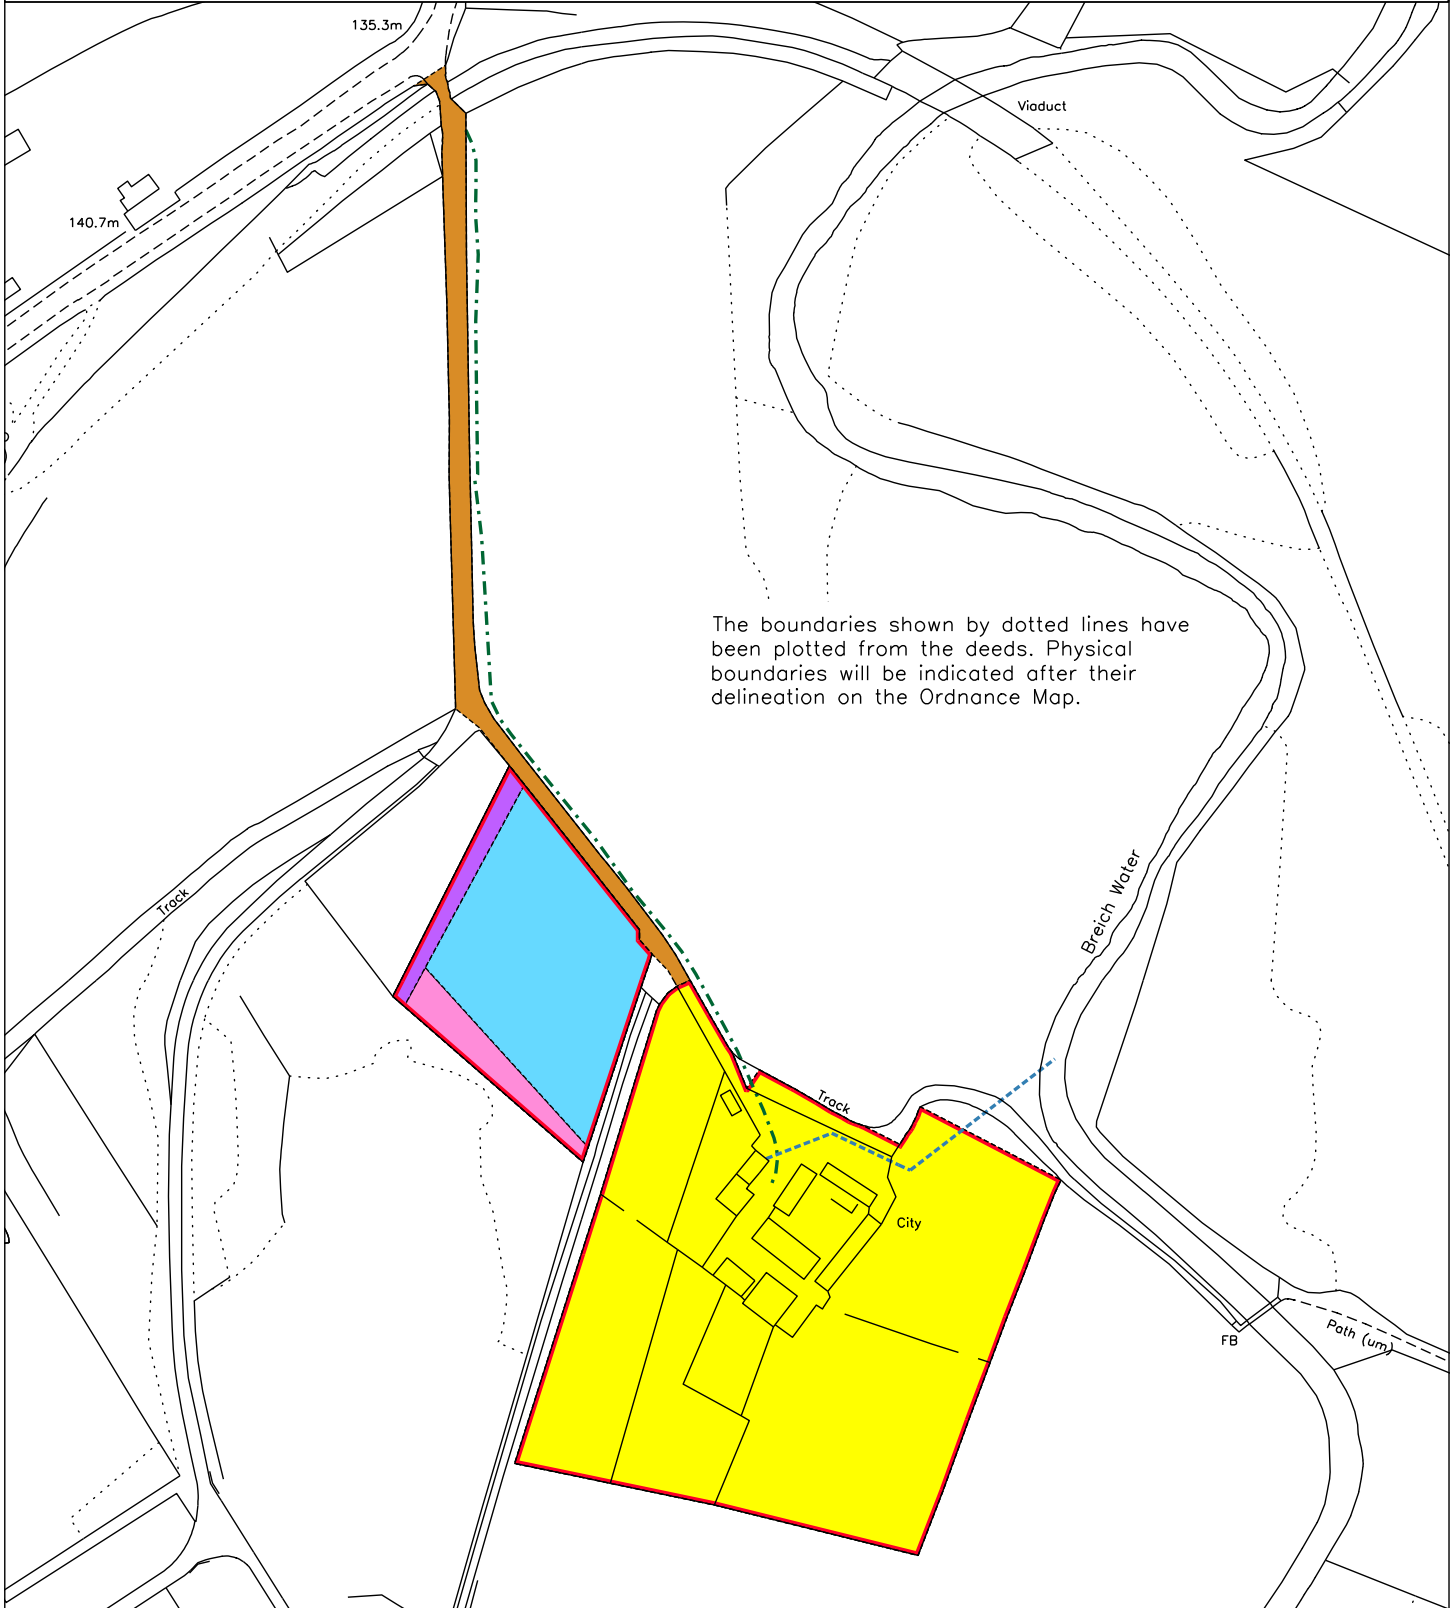 135.3m
Viaduct
140.7m
The boundaries shown by dotted lines have
been plotted from the deeds. Physical
boundaries will be indicated after their
delineation on the Ordnance Map.
Track
Breich Water
Track
City
FB
Path (um)